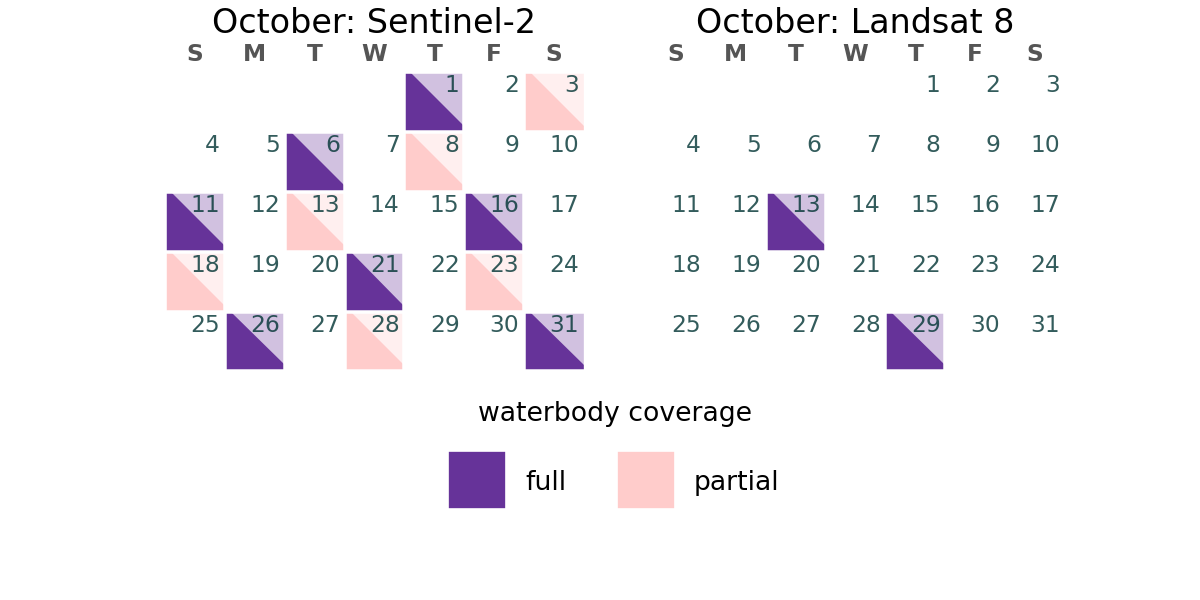 October: Sentinel-2
S M T W T F S
1 2 3
4 5 6 7 8 9 10
11 12 13 14 15 16 17
18 19 20 21 22 23 24
25 26 27 28 29 30 31
October: Landsat 8
S M T W T F S
1 2 3
4 5 6 7 8 9 10
11 12 13 14 15 16 17
18 19 20 21 22 23 24
25 26 27 28 29 30 31
waterbody coverage
full partial